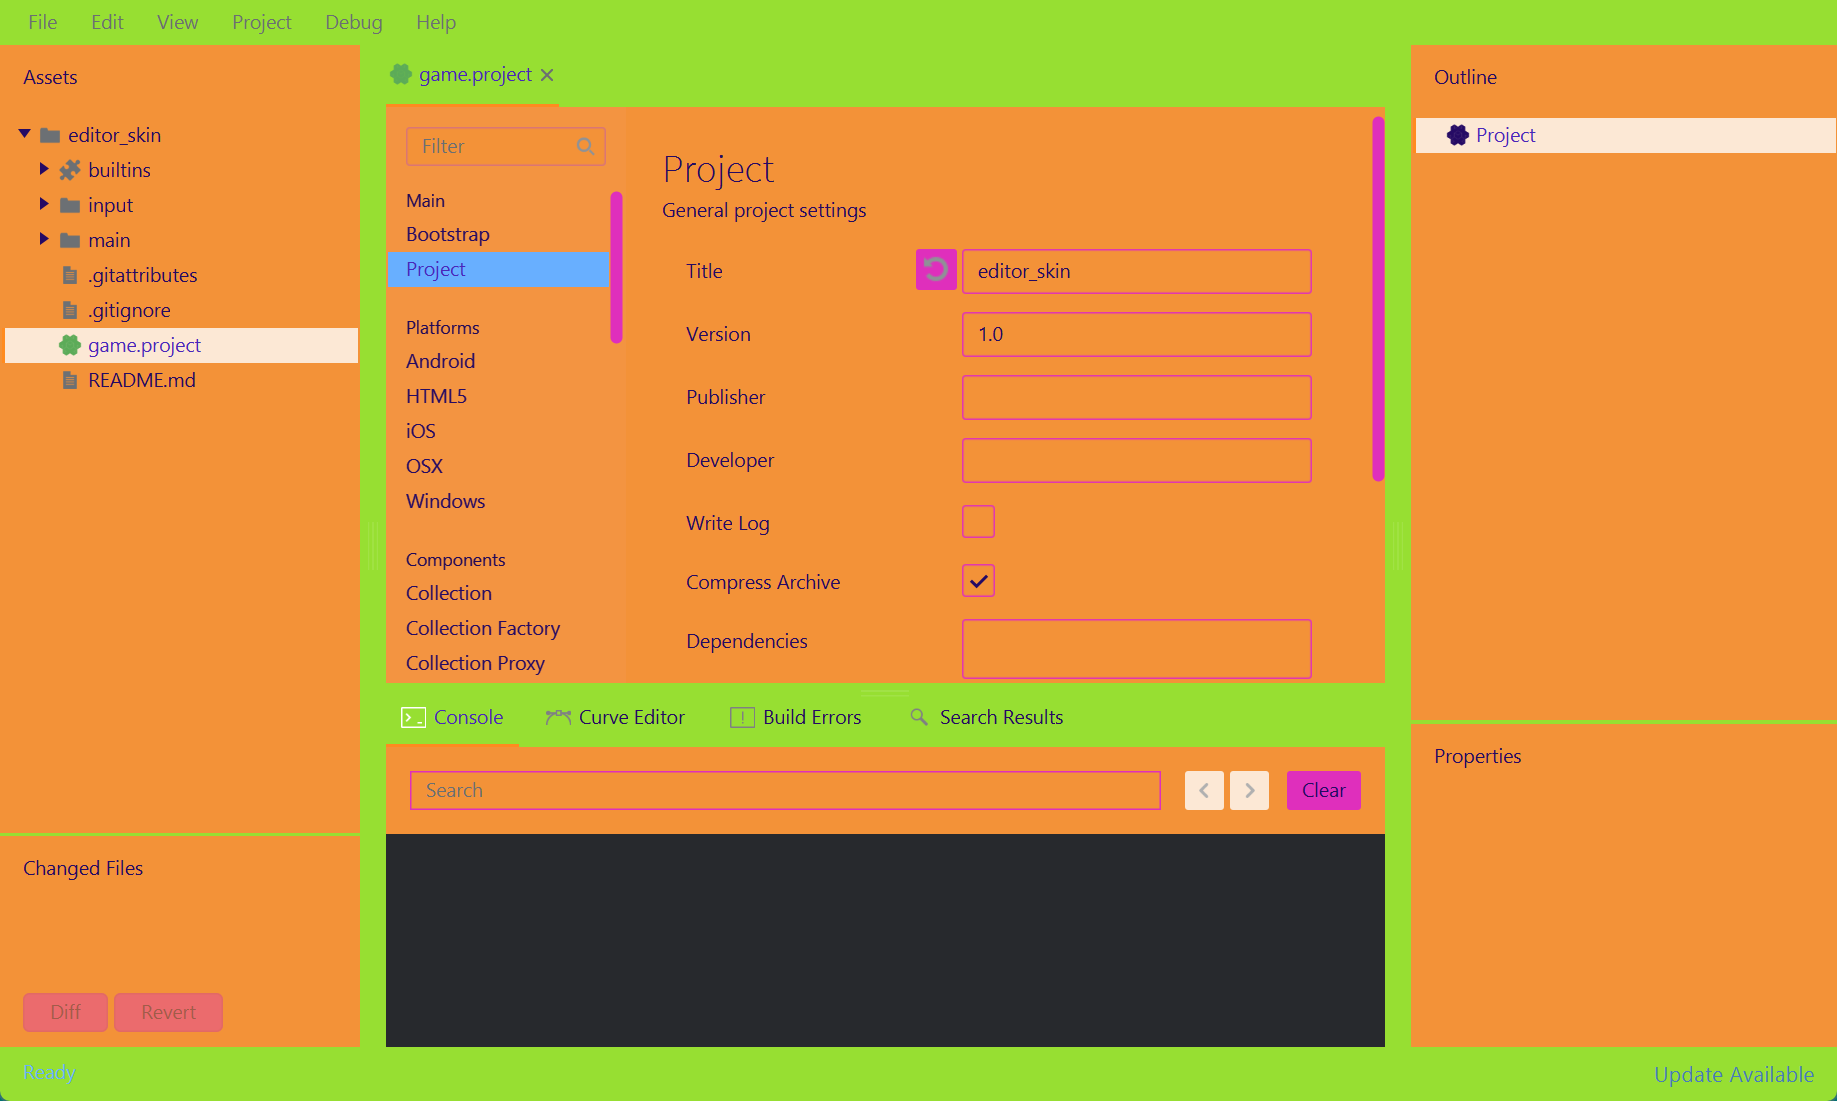 File Edit View Project Debug Help
Assets
editor_skin
builtins
input
main
.gitattributes
.gitignore
game.project
README.md
Changed Files
Diff Revert
game.project
Filter
Main
Bootstrap
Project
Platforms
Android
HTML5
iOS
OSX
Windows
Components
Collection
Collection Factory
Collection Proxy
Project
General project settings
Title editor_skin
Version 1.0
Publisher
Developer
Write Log
Compress Archive
Dependencies
Console Curve Editor Build Errors Search Results
Search Clear
Outline
Project
Properties
Ready Update Available